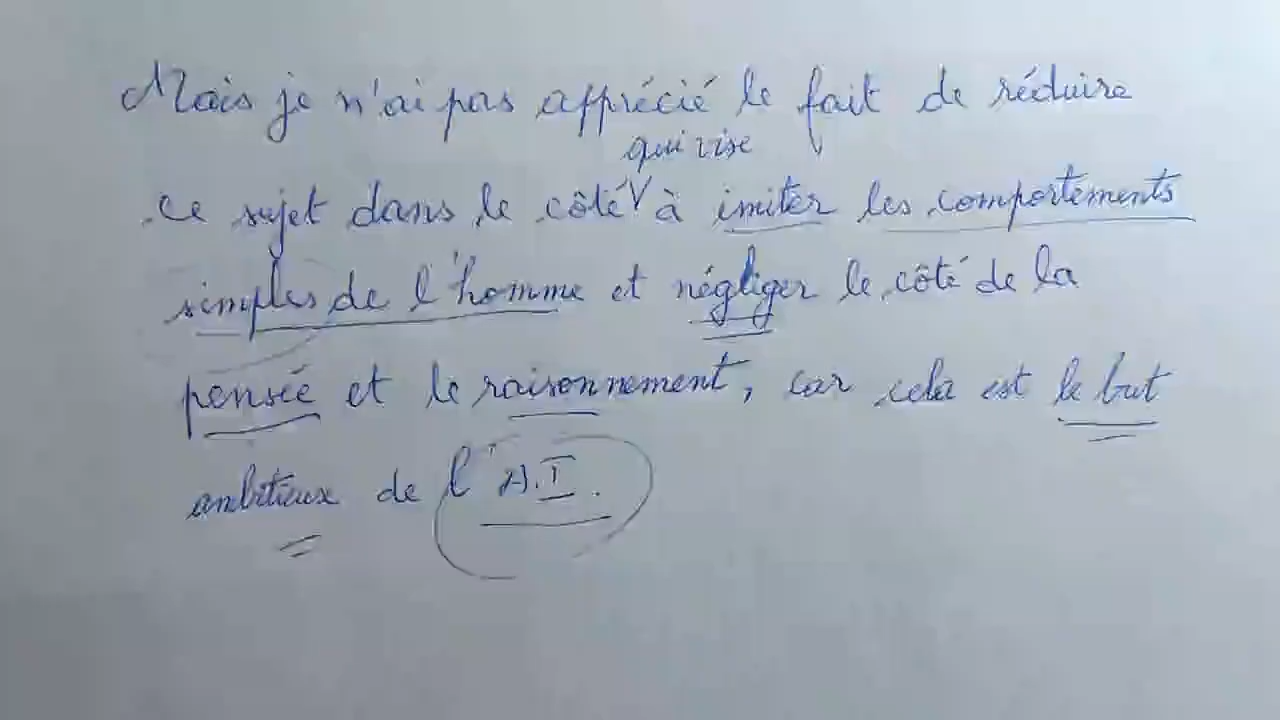 Mais je n'ai pas apprécié le fait de réduire
qui vise
ce sujet dans le côté V à imiter les comportements
simples de l'homme et négliger le côté de la
pensée et le raisonnement, car cela est le but
ambitieux de l'A.I.